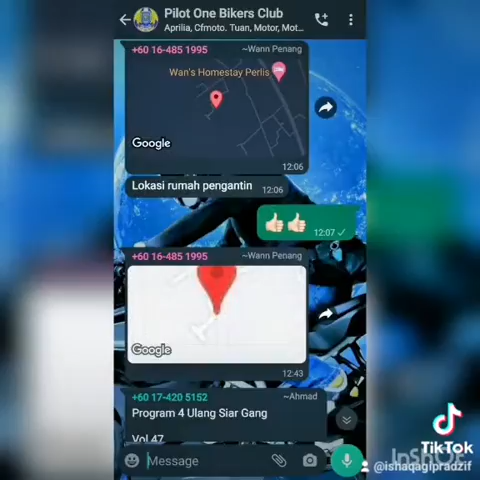 Pilot One Bikers Club
Aprilia, Cfmoto. Tuan, Motor, Mot...
+60 16-485 1995
~Wann Penang
Wan's Homestay Perlis
Google
12:06
Lokasi rumah pengantin
12:06
12:07
+60 16-485 1995
~Wann Penang
Google
12:43
+60 17-420 5152
~Ahmad
Program 4 Ulang Siar Gang
Vol 47
Message
TikTok
InShOt
@ishaqagipradzif